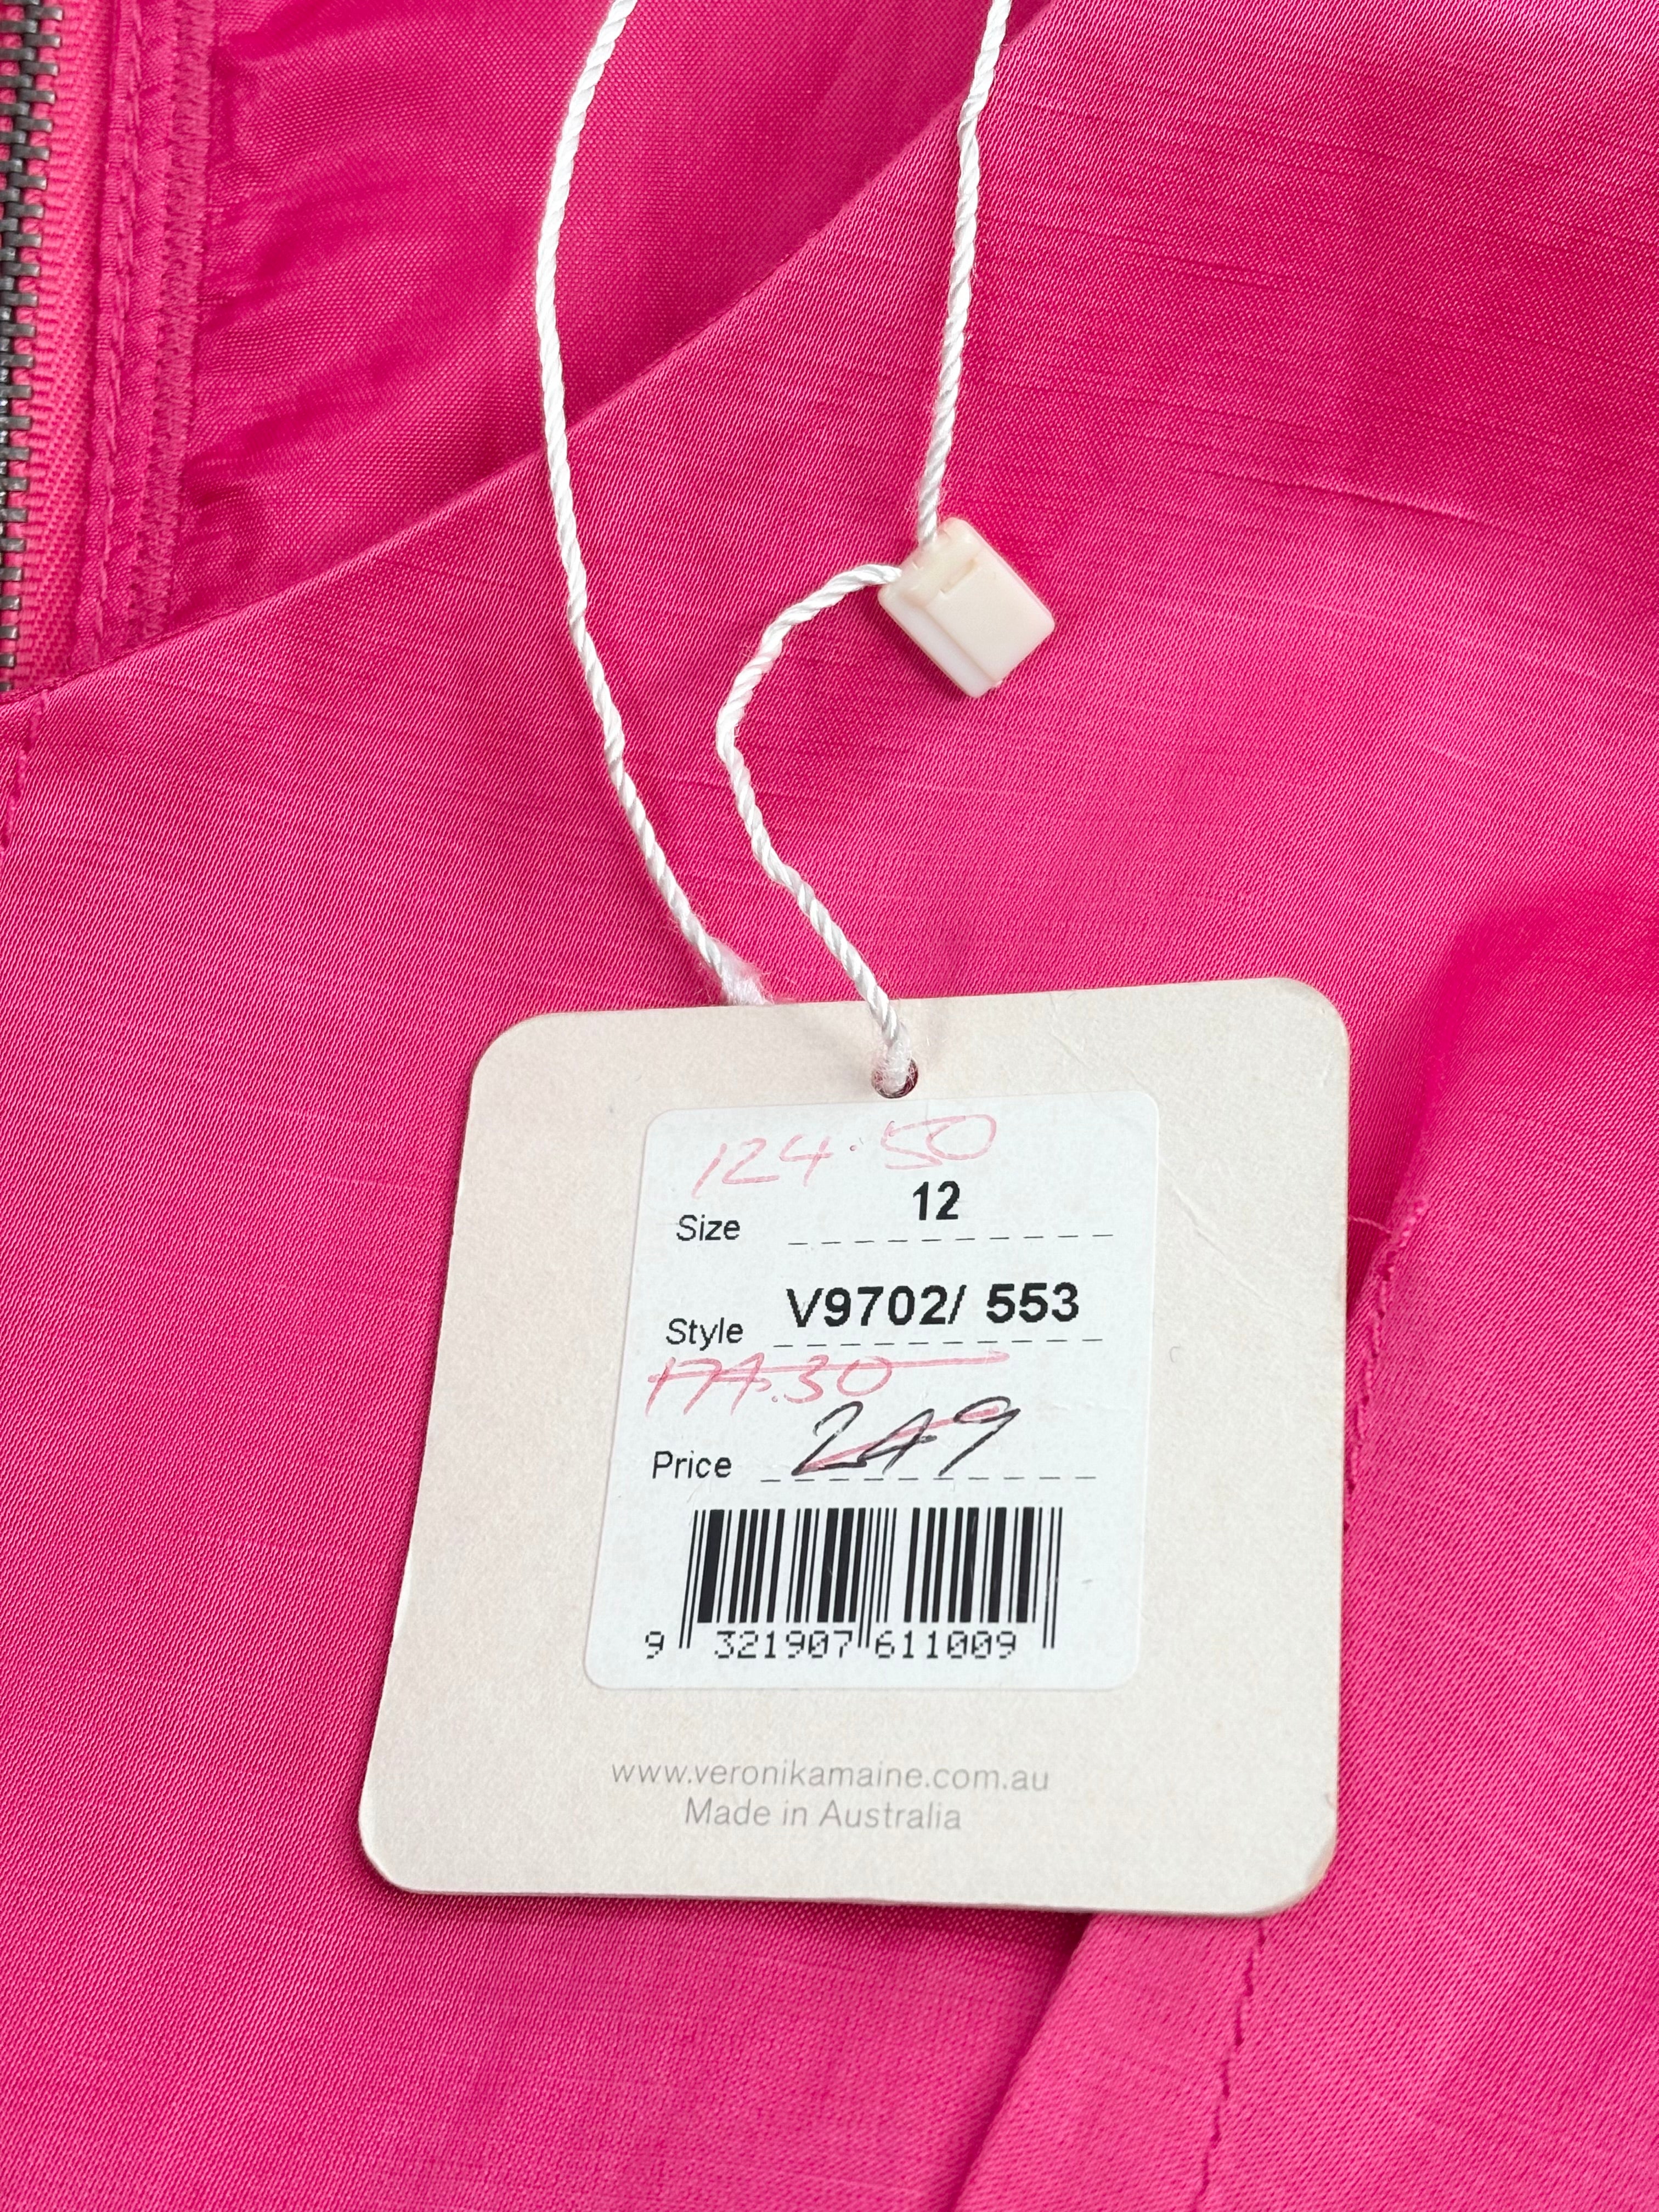 124.50
Size 12
Style V9702/ 553
174.30
Price 249
9 321907 611009
www.veronikamaine.com.au
Made in Australia